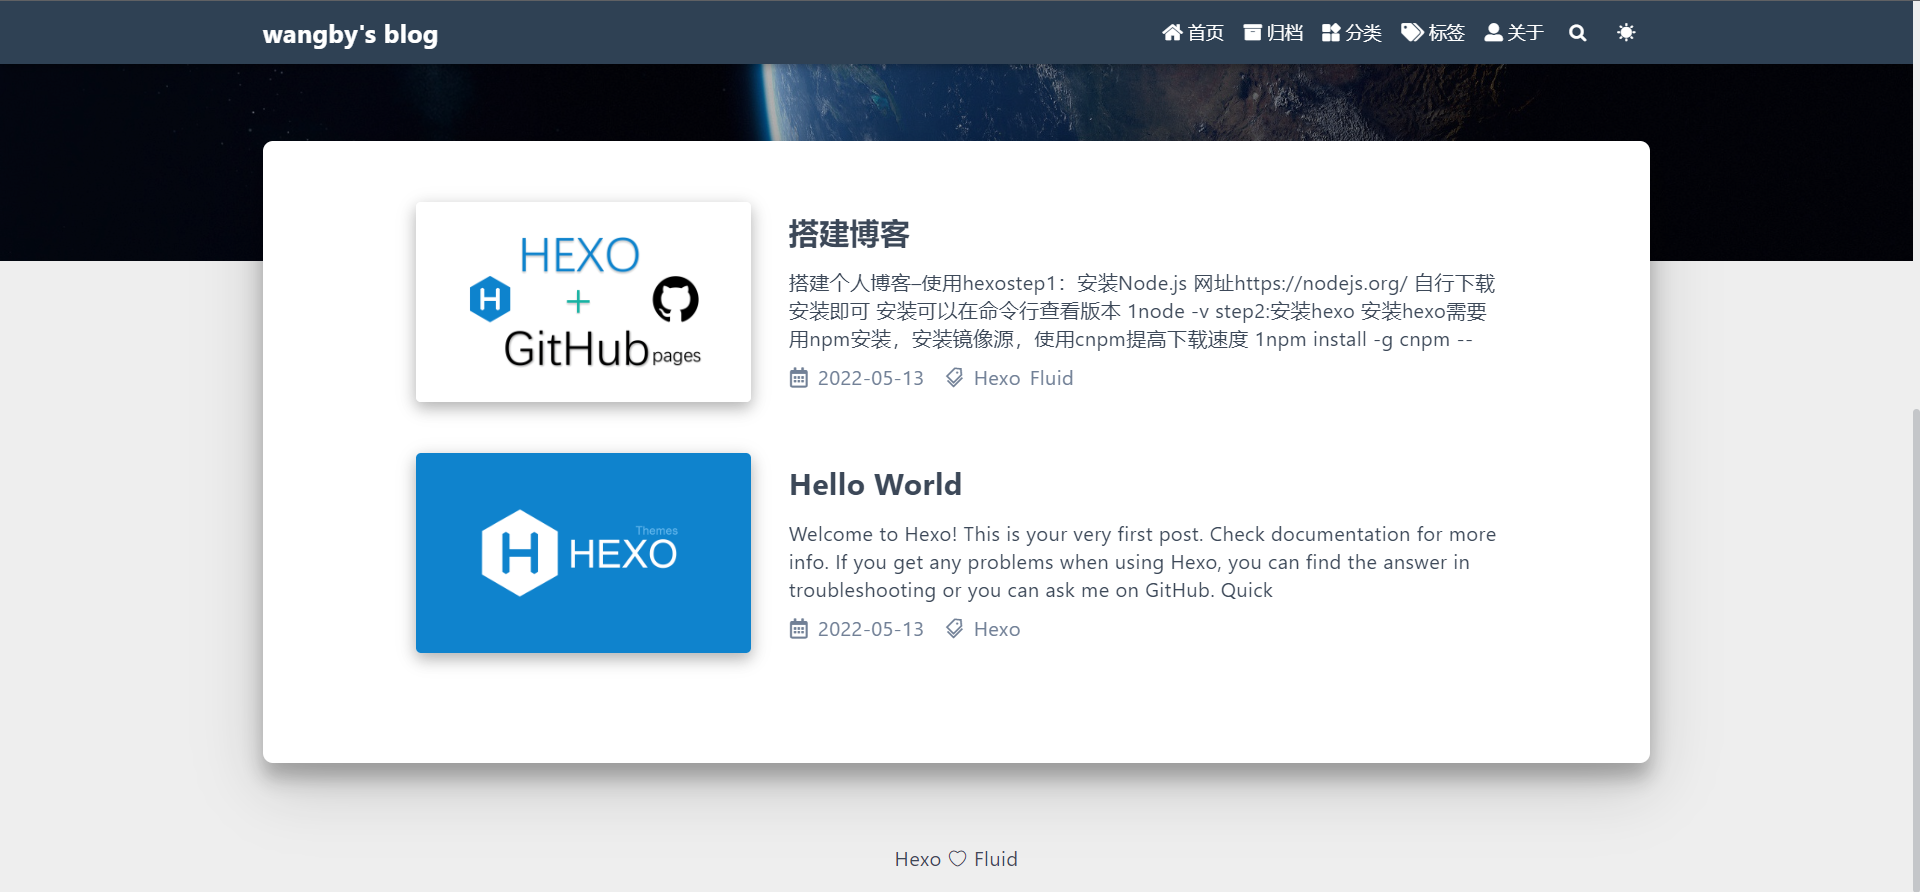 wangby's blog
首页 归档 分类 标签 关于
HEXO
+
GitHub pages
搭建博客
搭建个人博客–使用hexostep1：安装Node.js 网址https://nodejs.org/ 自行下载
安装即可 安装可以在命令行查看版本 1node -v step2:安装hexo 安装hexo需要
用npm安装，安装镜像源，使用cnpm提高下载速度 1npm install -g cnpm --
2022-05-13 Hexo Fluid
Themes
HEXO
Hello World
Welcome to Hexo! This is your very first post. Check documentation for more
info. If you get any problems when using Hexo, you can find the answer in
troubleshooting or you can ask me on GitHub. Quick
2022-05-13 Hexo
Hexo ♡ Fluid